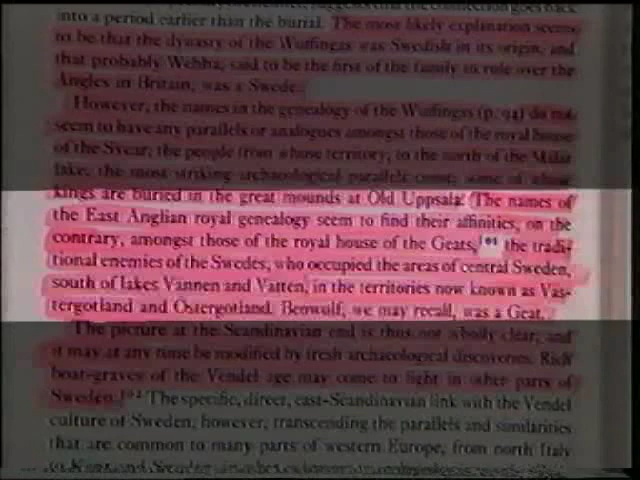 into a period earlier than the burial. The most likely explanation seems
to be that the dynasty of the Wuffingas was Swedish in its origin, and
that probably Wehha, said to be the first of the family to rule over the
Angles in Britain, was a Swede.
However, the names in the genealogy of the Wuffingas (p. 94) do not
seem to have any parallels or analogues amongst those of the royal house
of the Svear; the people from whose territory, to the north of the Malar
lake, the most striking archaeological parallels come; some of whose
kings are buried in the great mounds at Old Uppsala. The names of
the East Anglian royal genealogy seem to find their affinities, on the
contrary, amongst those of the royal house of the Geats, the tradi-
tional enemies of the Swedes, who occupied the areas of central Sweden,
south of lakes Vannen and Vatten, in the territories now known as Vas-
tergotland and Ostergotland. Beowulf, we may recall, was a Geat.
The picture at the Scandinavian end is thus not wholly clear, and
it may at any time be modified by fresh archaeological discoveries. Rich
boat-graves of the Vendel age may come to light in other parts of
Sweden. The specific, direct, east-Scandinavian link with the Vendel
culture of Sweden, however, transcending the parallels and similarities
that are common to many parts of western Europe, from north Italy